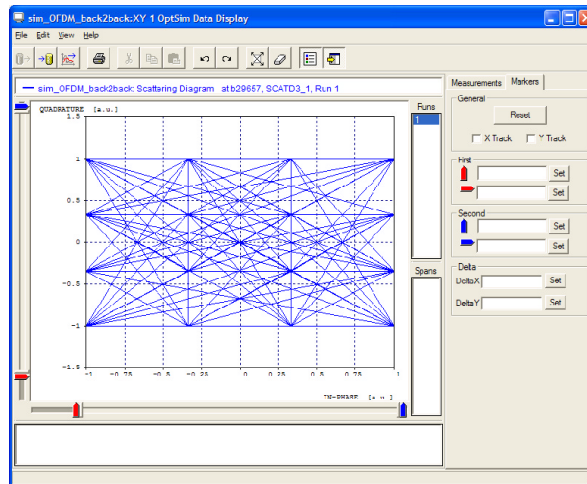 sim_OFDM_back2back:XY 1 OptSim Data Display
File Edit View Help
sim_OFDM_back2back: Scattering Diagram at b29657, SCATD3_1, Run 1
QUADRATURE [a.u.]
1.5
1
0.5
0
-0.5
-1
-1.5
-1 -0.75 -0.5 -0.25 0 0.25 0.5 0.75 1
IN-PHASE [a.u.]
Funs
1
Spans
Measurements Markers
General
Reset
X Track Y Track
First
Set
Set
Second
Set
Set
Delta
DeltaX Set
DeltaY Set